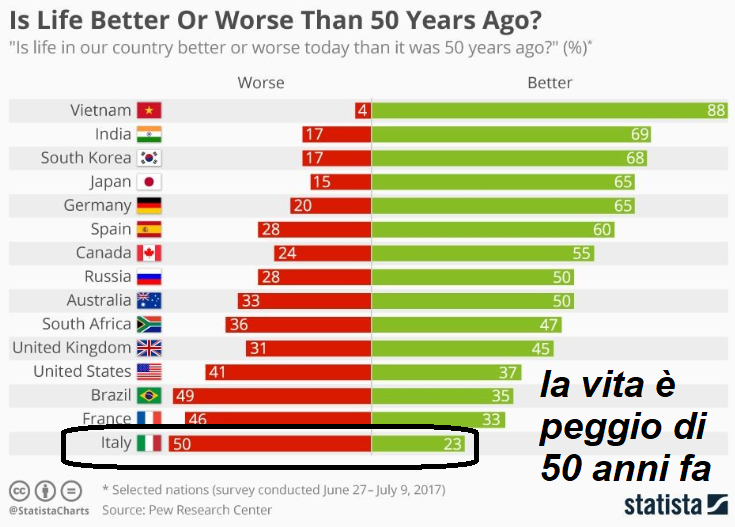 Is Life Better Or Worse Than 50 Years Ago?
"Is life in our country better or worse today than it was 50 years ago?" (%)*
Worse Better
Vietnam 4 88
India 17 69
South Korea 17 68
Japan 15 65
Germany 20 65
Spain 28 60
Canada 24 55
Russia 28 50
Australia 33 50
South Africa 36 47
United Kingdom 31 45
United States 41 37
Brazil 49 35
France 46 33
Italy 50 23
la vita è
peggio di
50 anni fa
cc
@StatistaCharts
* Selected nations (survey conducted June 27–July 9, 2017)
Source: Pew Research Center
statista